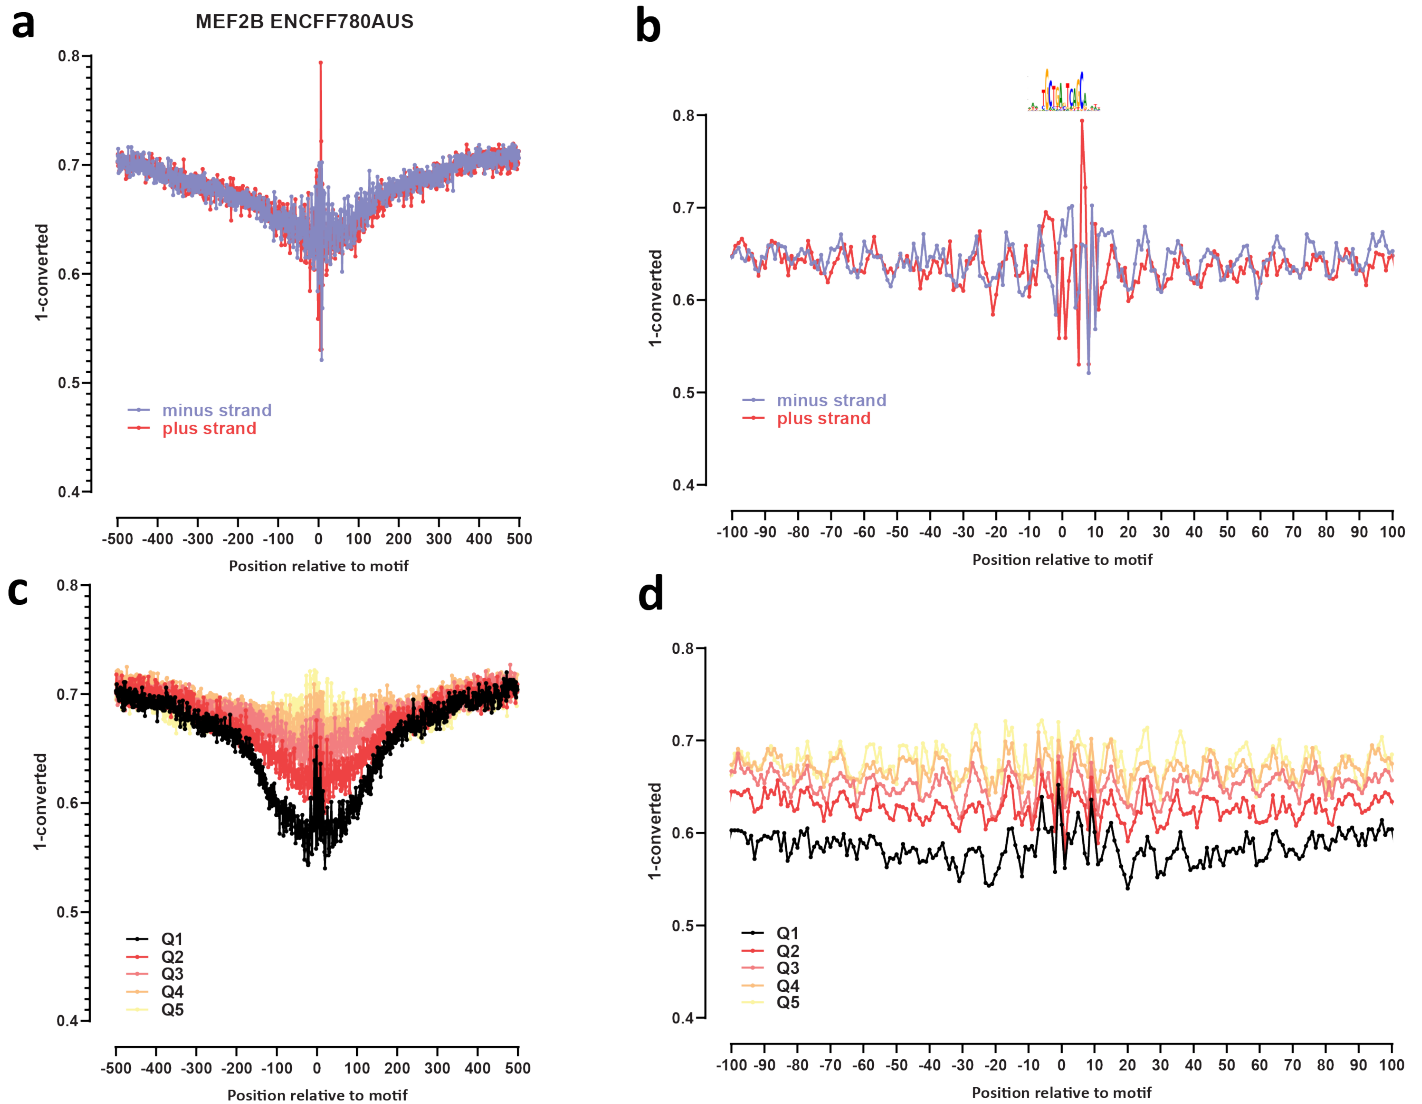 a
MEF2B ENCFF780AUS
0.8
0.7
0.6
0.5
0.4
1-converted
minus strand
plus strand
-500 -400 -300 -200 -100 0 100 200 300 400 500
Position relative to motif
b
0.8
0.7
0.6
0.5
0.4
1-converted
minus strand
plus strand
-100 -90 -80 -70 -60 -50 -40 -30 -20 -10 0 10 20 30 40 50 60 70 80 90 100
Position relative to motif
c
0.8
0.7
0.6
0.5
0.4
1-converted
Q1
Q2
Q3
Q4
Q5
-500 -400 -300 -200 -100 0 100 200 300 400 500
Position relative to motif
d
0.8
0.7
0.6
0.5
0.4
1-converted
Q1
Q2
Q3
Q4
Q5
-100 -90 -80 -70 -60 -50 -40 -30 -20 -10 0 10 20 30 40 50 60 70 80 90 100
Position relative to motif